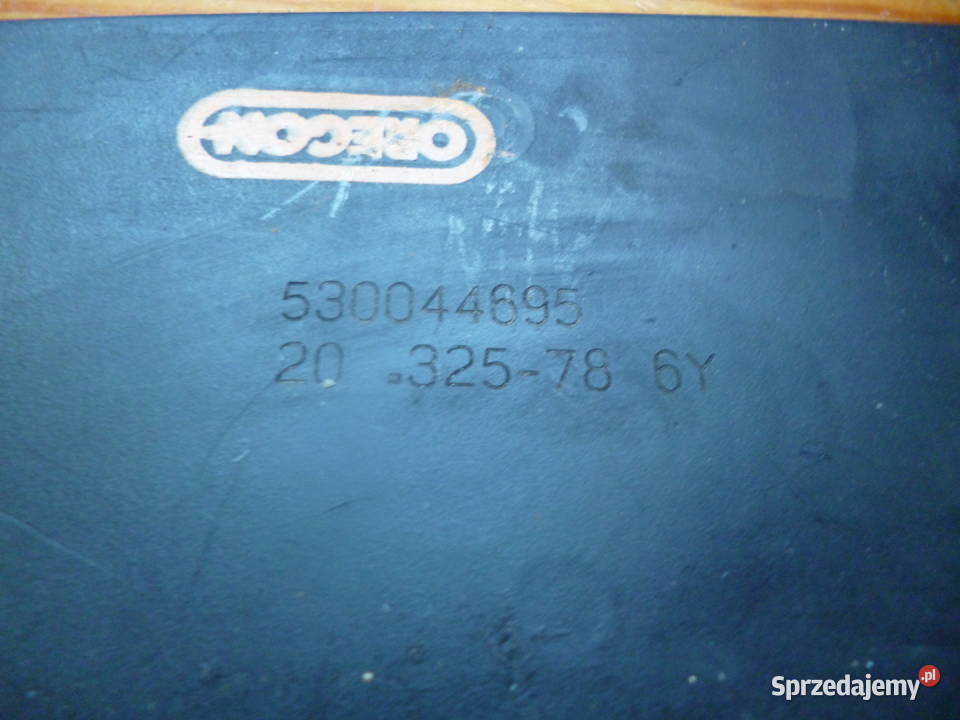 OREGON
530044695
20 .325-78 6Y
Sprzedajemy.pl